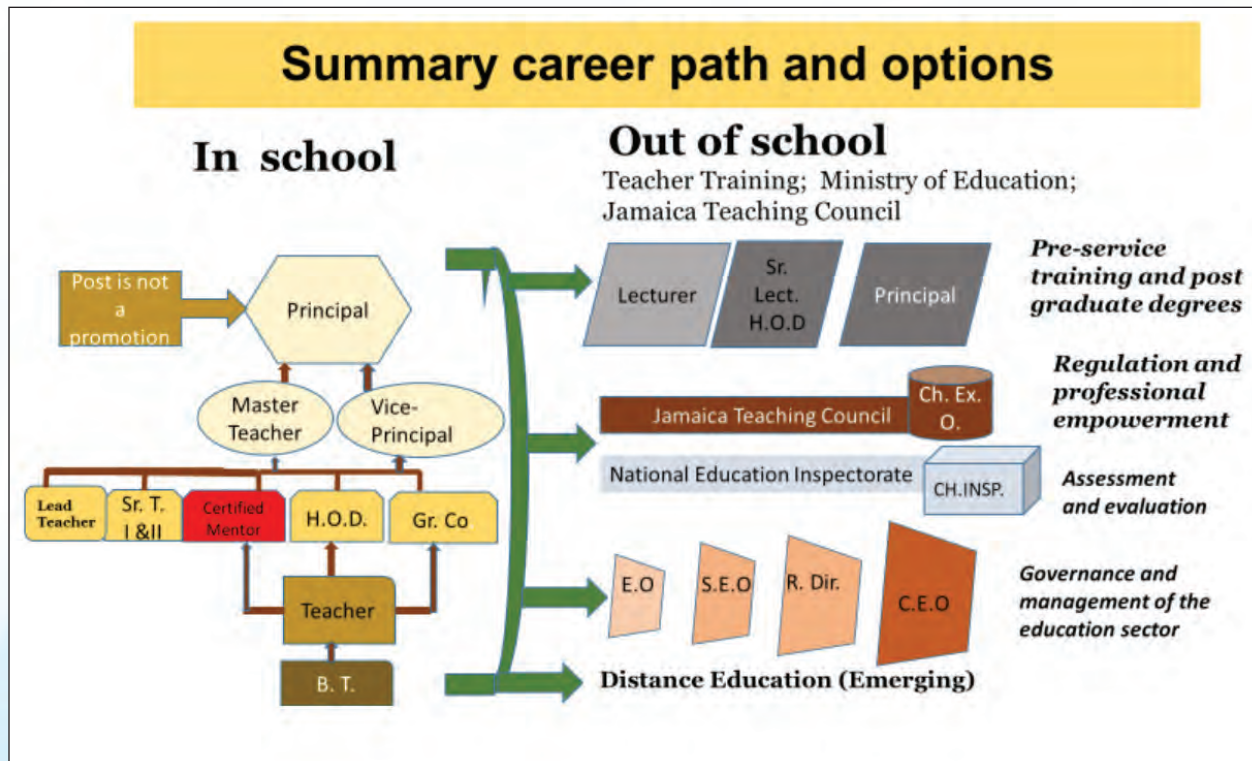 Summary career path and options
In school
Out of school
Teacher Training; Ministry of Education;
Jamaica Teaching Council
Post is not
a
promotion
Principal
Master
Teacher
Vice-
Principal
Lead
Teacher
Sr. T.
I &II
Certified
Mentor
H.O.D.
Gr. Co
Teacher
B. T.
Lecturer
Sr.
Lect.
H.O.D
Principal
Pre-service
training and post
graduate degrees
Jamaica Teaching Council
Ch. Ex.
O.
Regulation and
professional
empowerment
National Education Inspectorate
CH.INSP.
Assessment
and evaluation
E.O
S.E.O
R. Dir.
C.E.O
Governance and
management of the
education sector
Distance Education (Emerging)